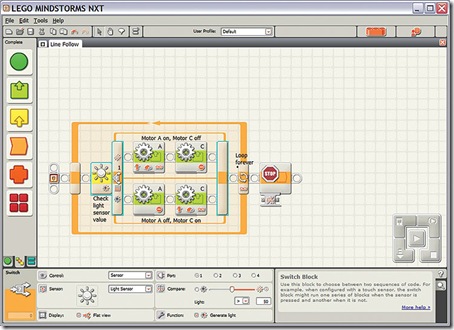 LEGO MINDSTORMS NXT
File Edit Tools Help
User Profile: Default
Complete
Line Follow
Motor A on, Motor C off
A C
Loop
forever
STOP
Check
light
sensor
value
A C
Motor A off, Motor C on
Switch
Control: Sensor
Sensor: Light Sensor
Display: Flat view
Port: 1 2 3 4
Compare:
Light: > 50
Function: Generate light
Switch Block
Use this block to choose between two sequences of code. For
example, when configured with a touch sensor, the switch
block might run one series of blocks when the sensor is
pressed and another when it's not.
More help »